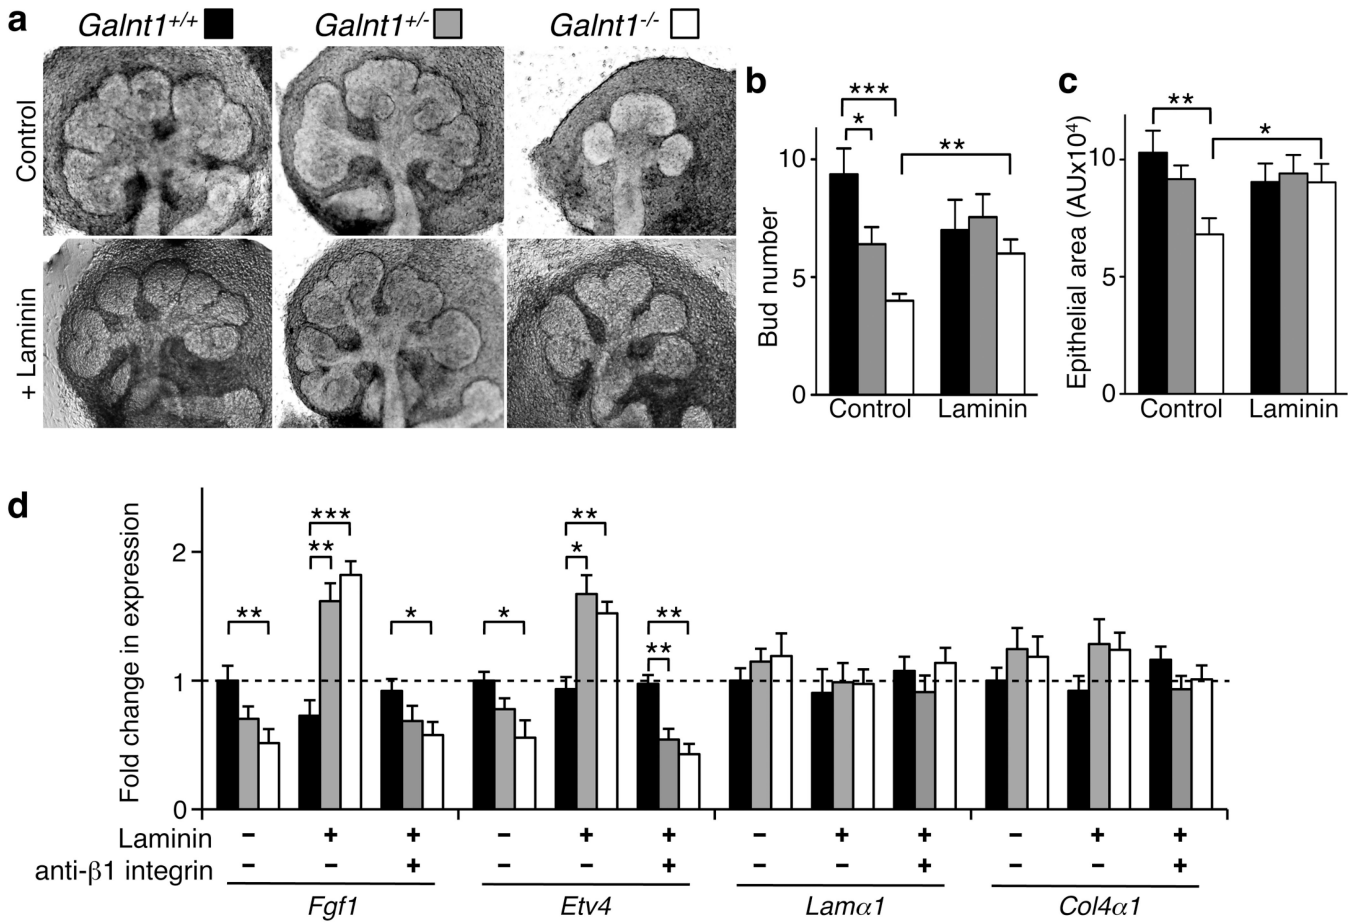 a
Galnt1+/+ Galnt1+/- Galnt1-/-
Control
+ Laminin
b
Bud number
10
5
0
***
*
**
Control Laminin
c
Epithelial area (AUx10⁴)
10
5
0
**
*
Control Laminin
d
Fold change in expression
2
1
0
**
***
**
*
*
**
*
**
**
Laminin − + + − + + − + + − + +
anti-β1 integrin − − + − − + − − + − − +
Fgf1 Etv4 Lamα1 Col4α1